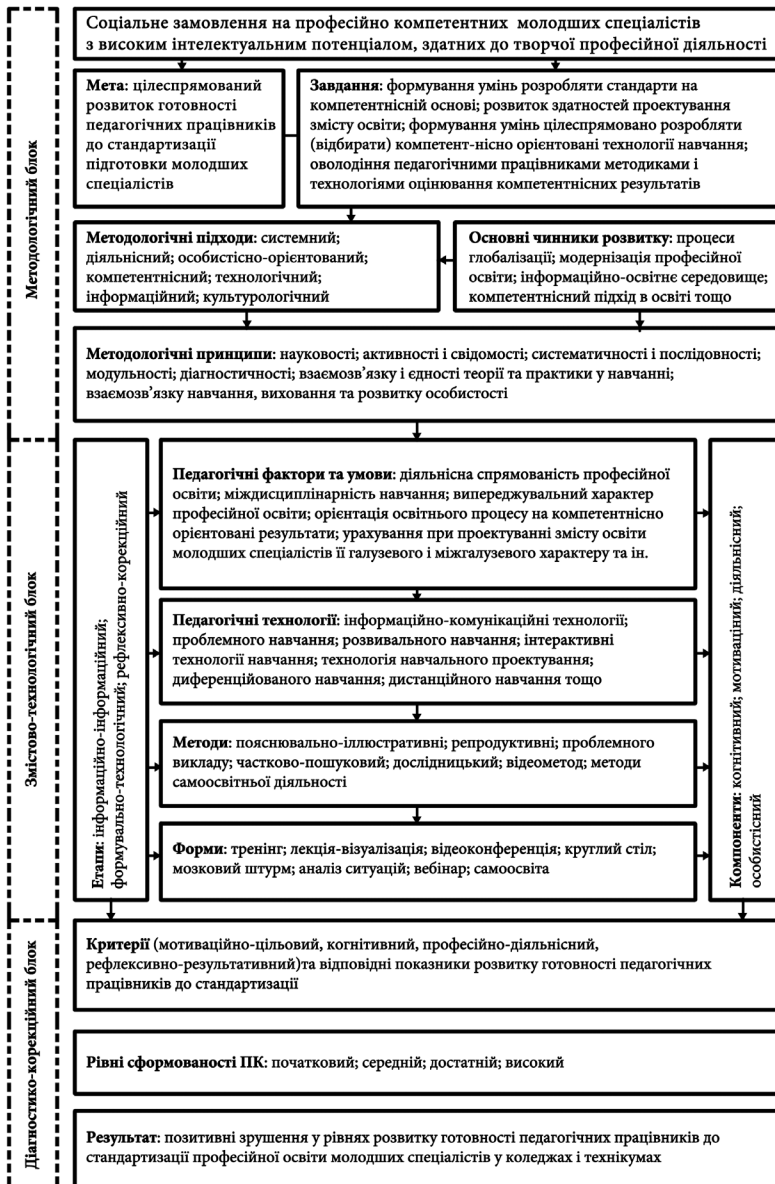 Соціальне замовлення на професійно компетентних молодших спеціалістів
з високим інтелектуальним потенціалом, здатних до творчої професійної діяльності
Методологічний блок
Мета: цілеспрямований
розвиток готовності
педагогічних працівників
до стандартизації
підготовки молодших
спеціалістів
Завдання: формування умінь розробляти стандарти на
компетентнісній основі; розвиток здатностей проектування
змісту освіти; формування умінь цілеспрямовано розробляти
(відбирати) компетент-нісно орієнтовані технології навчання;
оволодіння педагогічними працівниками методиками і
технологіями оцінювання компетентнісних результатів
Методологічні підходи: системний;
діяльнісний; особистісно-орієнтований;
компетентнісний; технологічний;
інформаційний; культурологічний
Основні чинники розвитку: процеси
глобалізації; модернізація професійної
освіти; інформаційно-освітнє середовище;
компетентнісний підхід в освіті тощо
Методологічні принципи: науковості; активності і свідомості; систематичності і послідовності;
модульності; діагностичності; взаємозв’язку і єдності теорії та практики у навчанні;
взаємозв’язку навчання, виховання та розвитку особистості
Змістово-технологічний блок
Етапи: інформаційно-інформаційний;
формувально-технологічний; рефлексивно-корекційний
Педагогічні фактори та умови: діяльнісна спрямованість професійної
освіти; міждисциплінарність навчання; випереджувальний характер
професійної освіти; орієнтація освітнього процесу на компетентнісно
орієнтовані результати; урахування при проектуванні змісту освіти
молодших спеціалістів її галузевого і міжгалузевого характеру та ін.
Педагогічні технології: інформаційно-комунікаційні технології;
проблемного навчання; розвивального навчання; інтерактивні
технології навчання; технологія навчального проектування;
диференційованого навчання; дистанційного навчання тощо
Методи: пояснювально-іллюстративні; репродуктивні; проблемного
викладу; частково-пошуковий; дослідницький; відеометод; методи
самоосвітньої діяльності
Форми: тренінг; лекція-візуалізація; відеоконференція; круглий стіл;
мозковий штурм; аналіз ситуацій; вебінар; самоосвіта
Компоненти: когнітивний; мотиваціний; діяльнісний;
особистісний
Діагностико-корекційний блок
Критерії (мотиваційно-цільовий, когнітивний, професійно-діяльнісний,
рефлексивно-результативний)та відповідні показники розвитку готовності педагогічних
працівників до стандартизації
Рівні сформованості ПК: початковий; середній; достатній; високий
Результат: позитивні зрушення у рівнях розвитку готовності педагогічних працівників до
стандартизації професійної освіти молодших спеціалістів у коледжах і технікумах